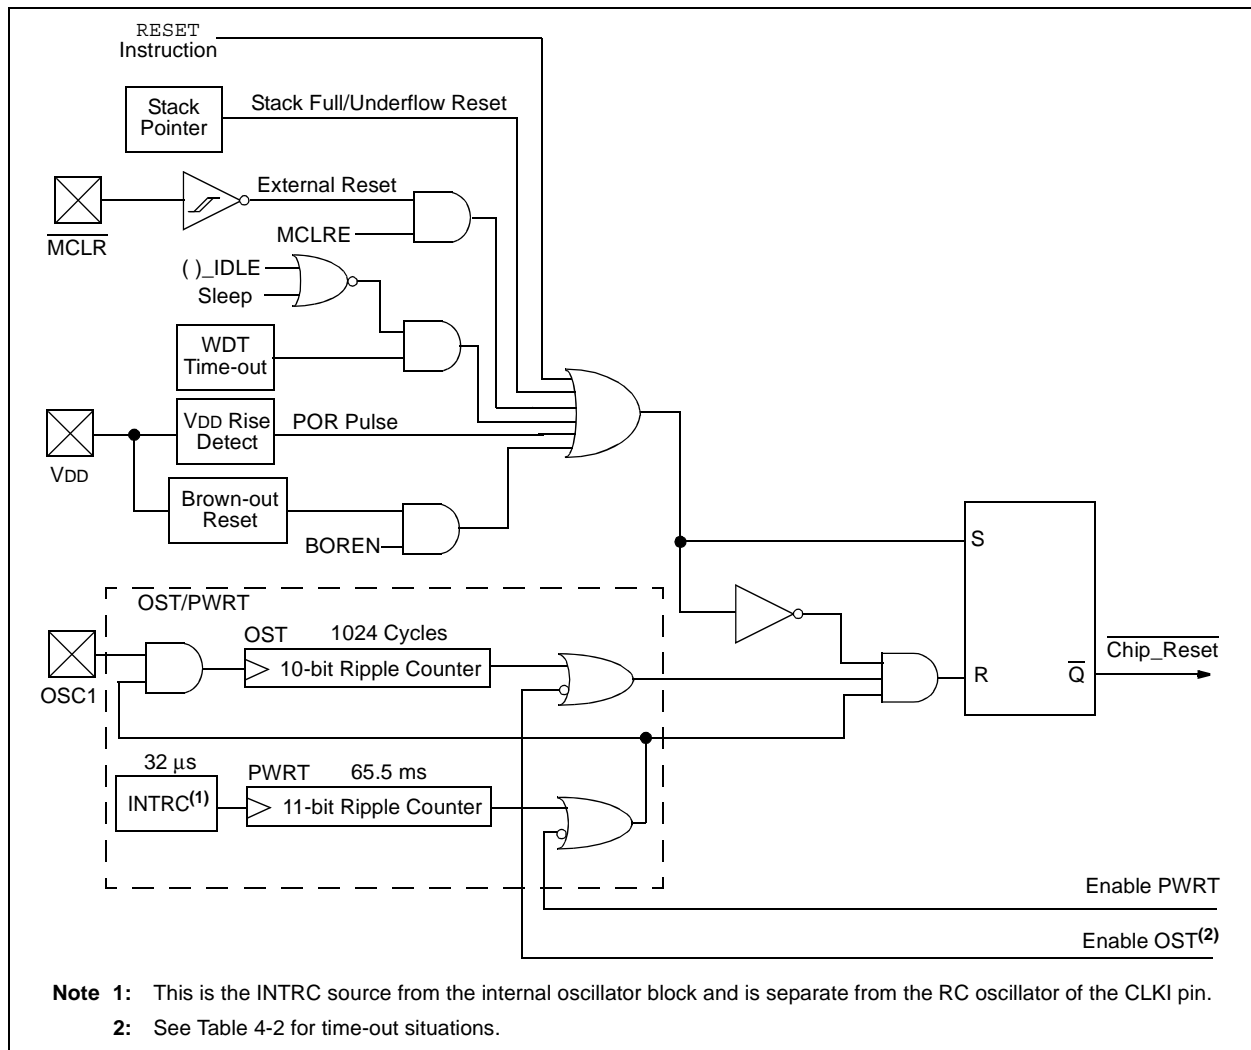 RESET
Instruction
Stack
Pointer
Stack Full/Underflow Reset
External Reset
MCLR
MCLRE
( )_IDLE
Sleep
WDT
Time-out
VDD Rise
Detect
POR Pulse
VDD
Brown-out
Reset
BOREN
S
OST/PWRT
OST
1024 Cycles
10-bit Ripple Counter
OSC1
R
Q
Chip_Reset
32 μs
INTRC(1)
PWRT
65.5 ms
11-bit Ripple Counter
Enable PWRT
Enable OST(2)
Note 1: This is the INTRC source from the internal oscillator block and is separate from the RC oscillator of the CLKI pin.
2: See Table 4-2 for time-out situations.